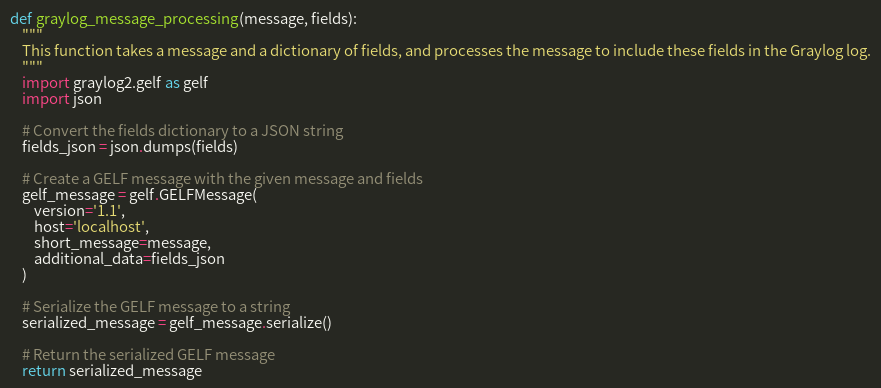 def graylog_message_processing(message, fields):
    """
    This function takes a message and a dictionary of fields, and processes the message to include these fields in the Graylog log.
    """
    import graylog2.gelf as gelf
    import json

    # Convert the fields dictionary to a JSON string
    fields_json = json.dumps(fields)

    # Create a GELF message with the given message and fields
    gelf_message = gelf.GELFMessage(
        version='1.1',
        host='localhost',
        short_message=message,
        additional_data=fields_json
    )

    # Serialize the GELF message to a string
    serialized_message = gelf_message.serialize()

    # Return the serialized GELF message
    return serialized_message